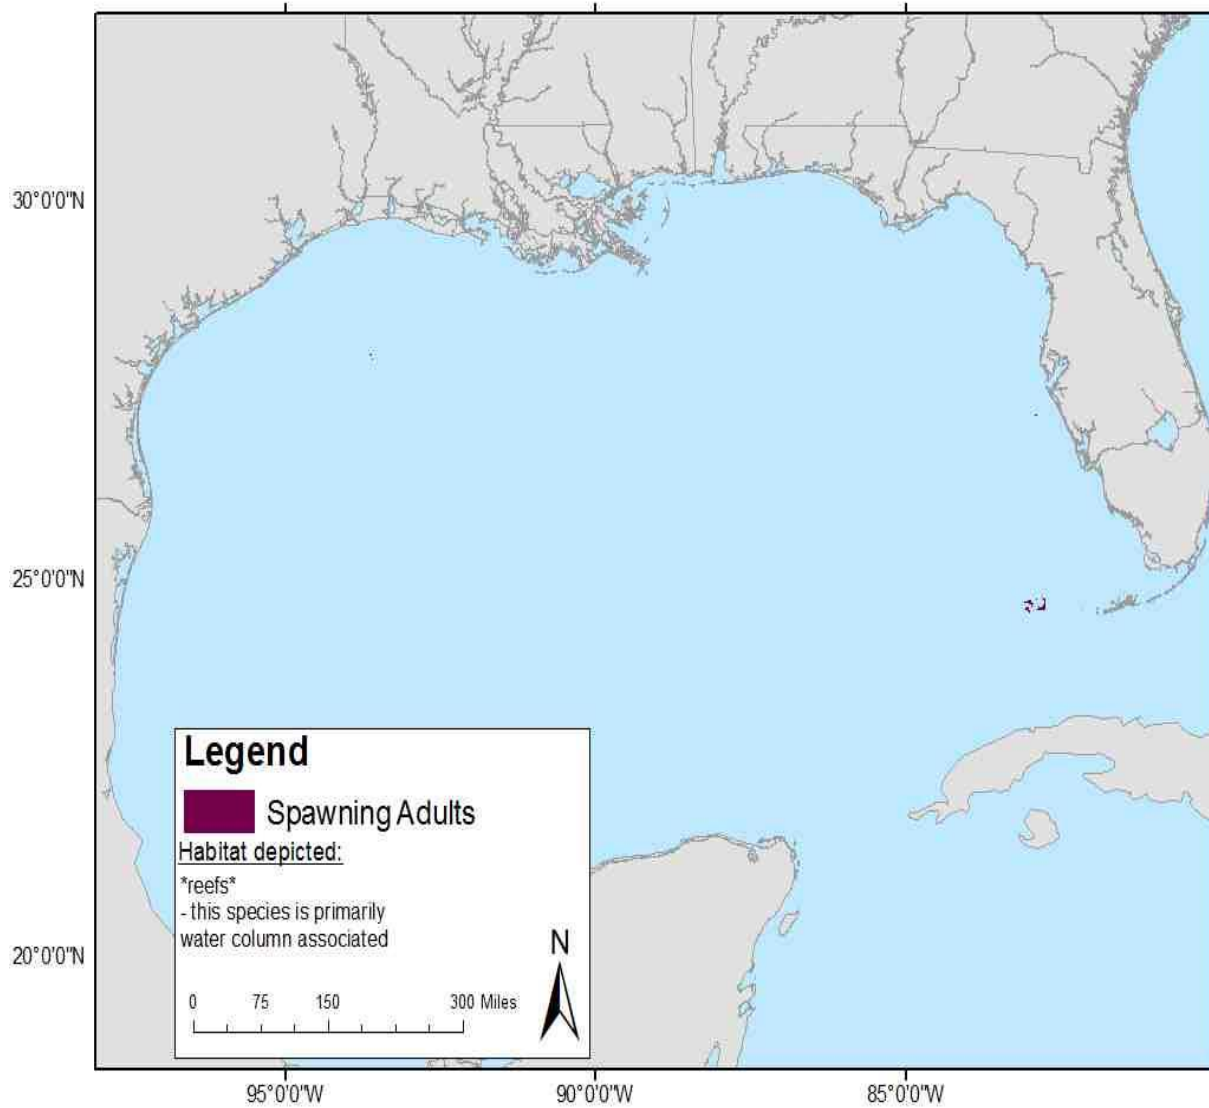 30°0'0"N
25°0'0"N
20°0'0"N
Legend
Spawning Adults
Habitat depicted:
*reefs*
- this species is primarily
water column associated
N
0 75 150 300 Miles
95°0'0"W 90°0'0"W 85°0'0"W